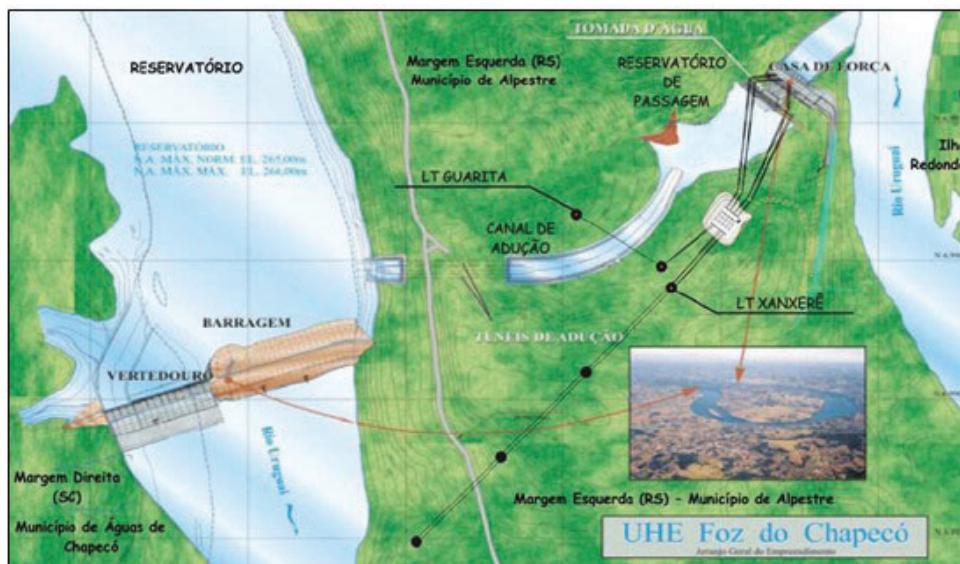 RESERVATÓRIO
Margem Esquerda (RS)
Município de Alpestre
TOMADA D'ÁGUA
RESERVATÓRIO
DE
PASSAGEM
CASA DE FORÇA
RESERVATÓRIO
N.A. MÁX. NORM. EL. 265,00m
N.A. MÁX. MÁX. EL. 266,00m
Rio Uruguai
Ilha
Redonda
LT GUARITA
CANAL DE
ADUÇÃO
LT XANXERÊ
BARRAGEM
TÚNEIS DE ADUÇÃO
VERTEDOURO
Rio Uruguai
Margem Direita
(SC)
Município de Águas de
Chapecó
Margem Esquerda (RS) - Município de Alpestre
UHE Foz do Chapecó
Arranjo Geral do Empreendimento